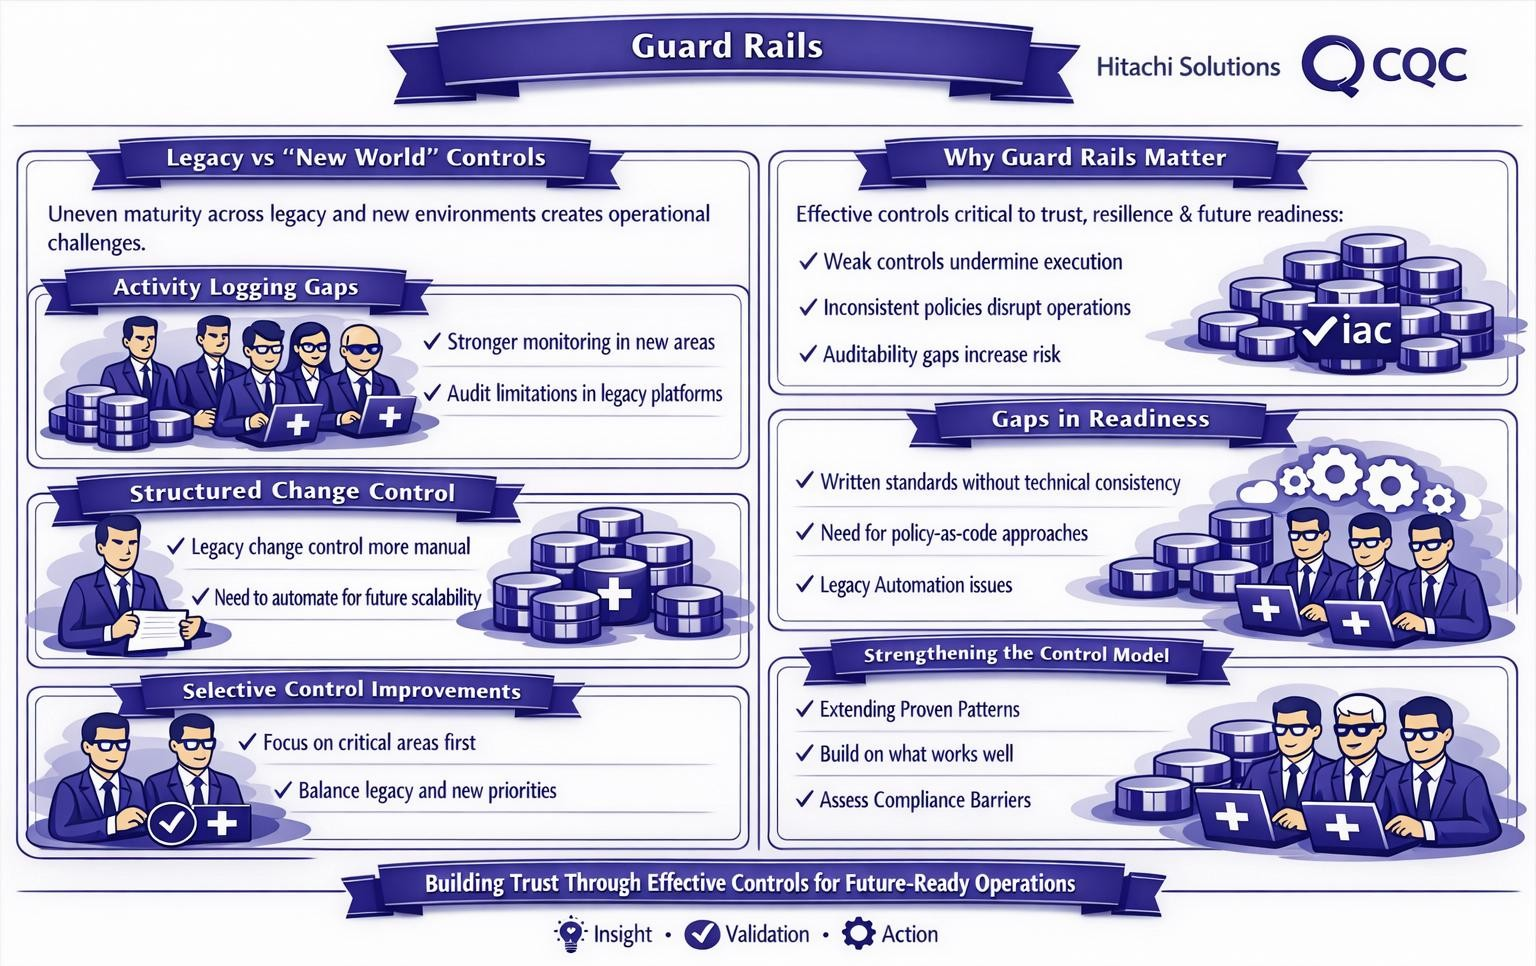 Guard Rails
Hitachi Solutions
CQC
Legacy vs “New World” Controls
Uneven maturity across legacy and new environments creates operational
challenges.
Activity Logging Gaps
Stronger monitoring in new areas
Audit limitations in legacy platforms
Structured Change Control
Legacy change control more manual
Need to automate for future scalability
Selective Control Improvements
Focus on critical areas first
Balance legacy and new priorities
Why Guard Rails Matter
Effective controls critical to trust, resillence & future readiness:
Weak controls undermine execution
Inconsistent policies disrupt operations
Auditability gaps increase risk
iac
Gaps in Readiness
Written standards without technical consistency
Need for policy-as-code approaches
Legacy Automation issues
Strengthening the Control Model
Extending Proven Patterns
Build on what works well
Assess Compliance Barriers
Building Trust Through Effective Controls for Future-Ready Operations
Insight • Validation • Action